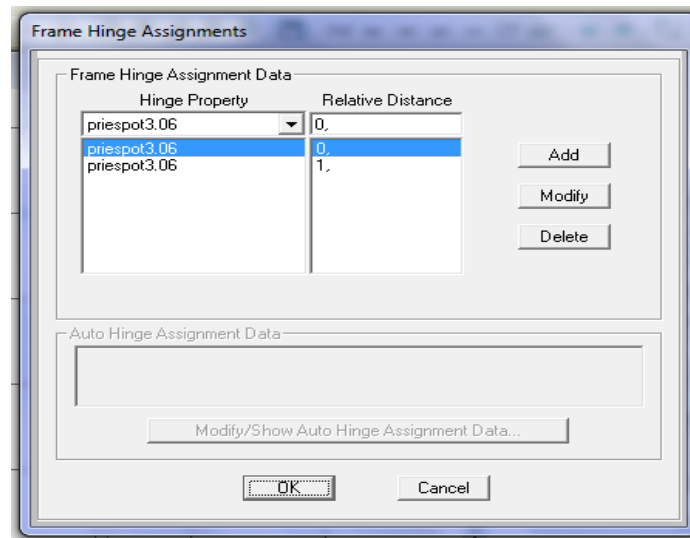 Frame Hinge Assignments
Frame Hinge Assignment Data
Hinge Property Relative Distance
priespot3.06 0,
priespot3.06 0,
priespot3.06 1,
Add
Modify
Delete
Auto Hinge Assignment Data
Modify/Show Auto Hinge Assignment Data...
OK Cancel